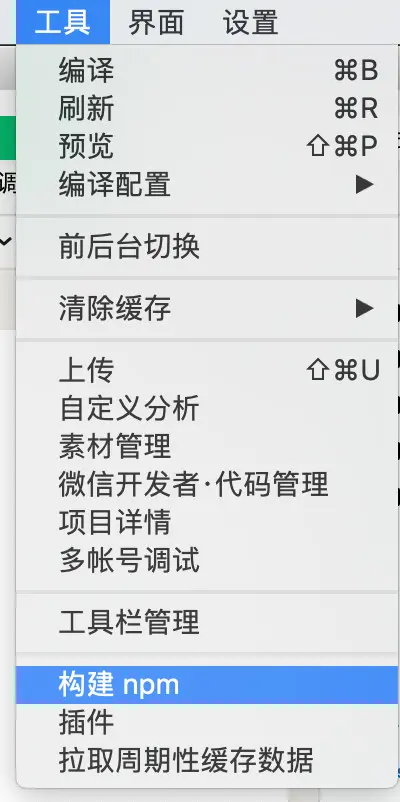 工具 界面 设置
编译 ⌘B
刷新 ⌘R
预览 ⇧⌘P
编译配置 ▶
前后台切换
清除缓存 ▶
上传 ⇧⌘U
自定义分析
素材管理
微信开发者·代码管理
项目详情
多帐号调试
工具栏管理
构建 npm
插件
拉取周期性缓存数据
调